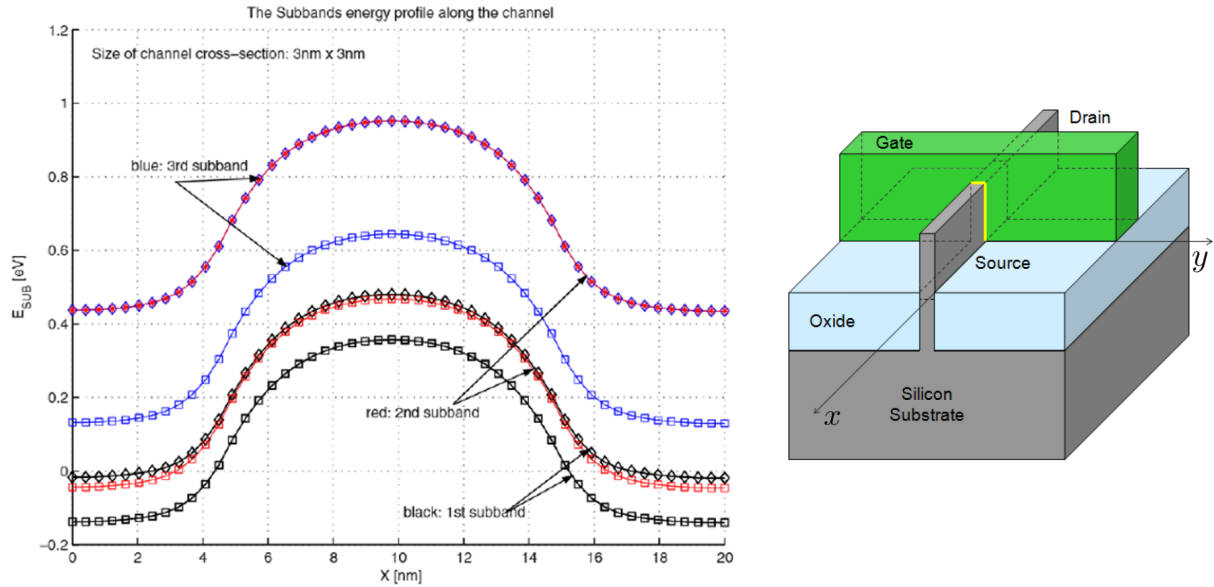 The Subbands energy profile along the channel
Size of channel cross−section: 3nm x 3nm
1.2
1
0.8
0.6
0.4
0.2
0
−0.2
E_SUB [eV]
0 2 4 6 8 10 12 14 16 18 20
X [nm]
blue: 3rd subband
red: 2nd subband
black: 1st subband
Drain
Gate
Source
y
Oxide
x
Silicon
Substrate